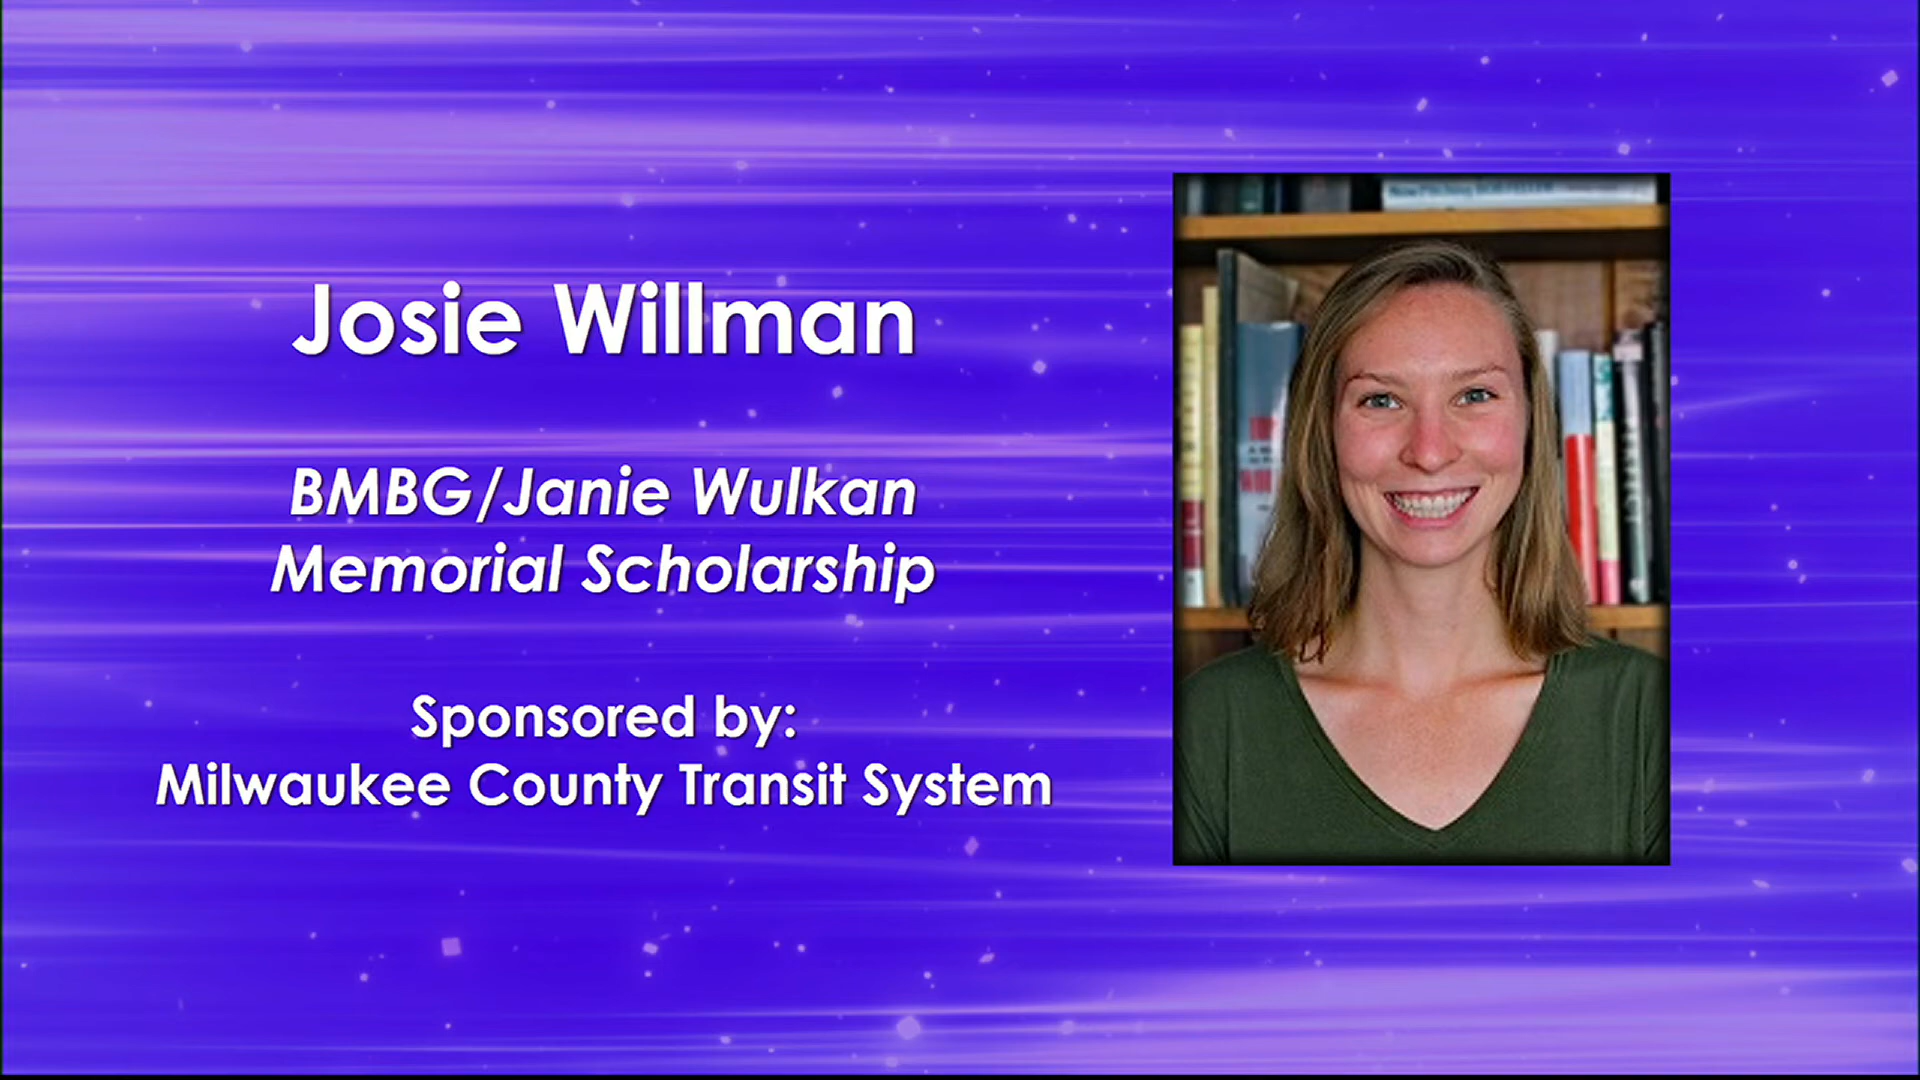 Josie Willman
BMBG/Janie Wulkan
Memorial Scholarship
Sponsored by:
Milwaukee County Transit System